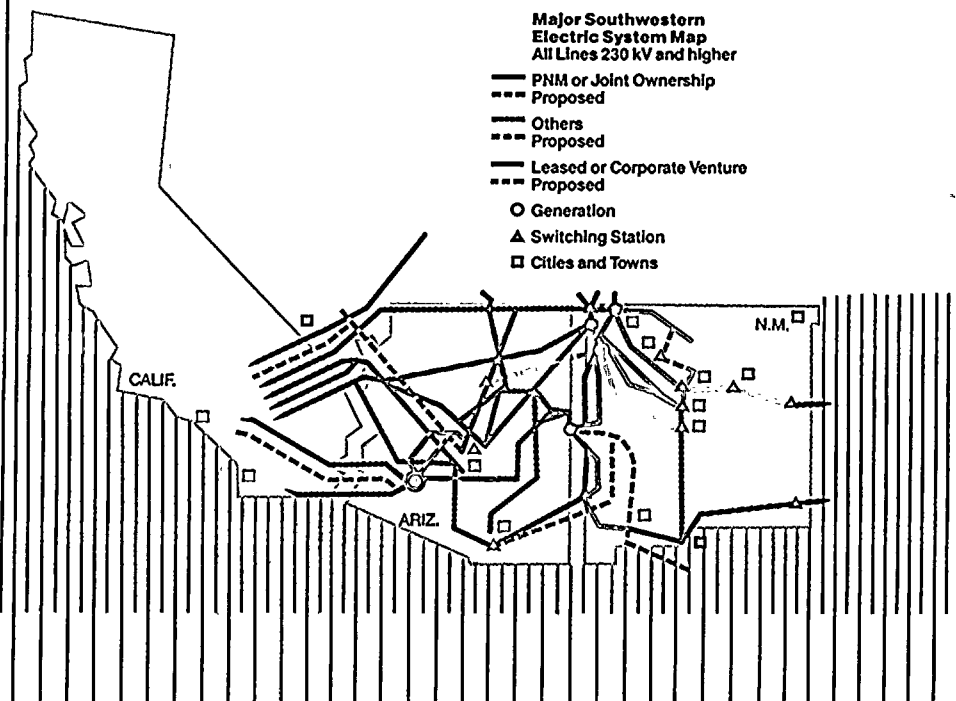 Major Southwestern
Electric System Map
All Lines 230 kV and higher
PNM or Joint Ownership
Proposed
Others
Proposed
Leased or Corporate Venture
Proposed
Generation
Switching Station
Cities and Towns
N.M.
CALIF.
ARIZ.